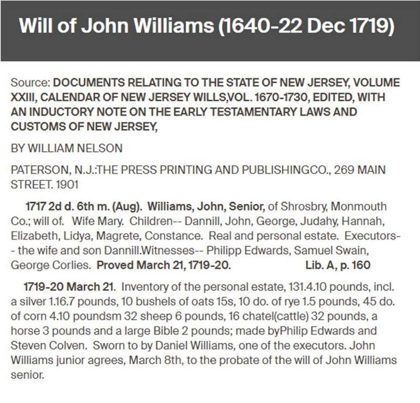 Will of John Williams (1640-22 Dec 1719)
Source: DOCUMENTS RELATING TO THE STATE OF NEW JERSEY, VOLUME
XXIII, CALENDAR OF NEW JERSEY WILLS,VOL. 1670-1730, EDITED, WITH
AN INDUCTORY NOTE ON THE EARLY TESTAMENTARY LAWS AND
CUSTOMS OF NEW JERSEY,
BY WILLIAM NELSON
PATERSON, N.J.:THE PRESS PRINTING AND PUBLISHINGCO., 269 MAIN
STREET. 1901
1717 2d d. 6th m. (Aug). Williams, John, Senior, of Shrosbry, Monmouth
Co.; will of. Wife Mary. Children-- Dannill, John, George, Judahy, Hannah,
Elizabeth, Lidya, Magrete, Constance. Real and personal estate. Executors-
- the wife and son Dannill.Witnesses-- Philipp Edwards, Samuel Swain,
George Corlies. Proved March 21, 1719-20. Lib. A, p. 160
1719-20 March 21. Inventory of the personal estate, 131.4.10 pounds, incl.
a silver 1.16.7 pounds, 10 bushels of oats 15s, 10 do. of rye 1.5 pounds, 45 do.
of corn 4.10 poundsm 32 sheep 6 pounds, 16 chatel(cattle) 32 pounds, a
horse 3 pounds and a large Bible 2 pounds; made byPhilip Edwards and
Steven Colven. Sworn to by Daniel Williams, one of the executors. John
Williams junior agrees, March 8th, to the probate of the will of John Williams
senior.